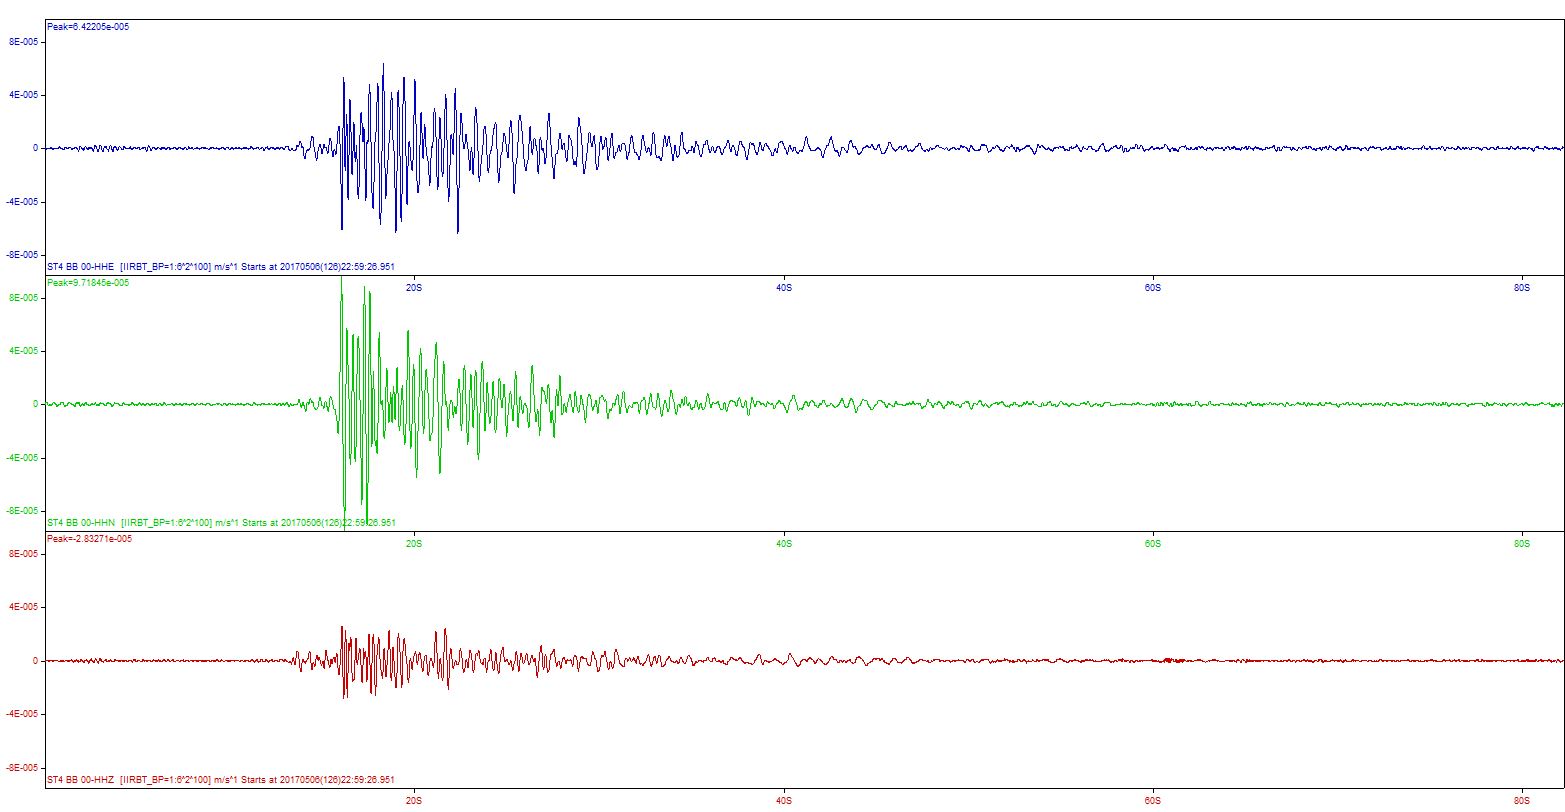 Peak=6.42205e-005
8E-005
4E-005
0
-4E-005
-8E-005
ST4 BB 00-HHE [IIRBT_BP=1:6^2^100] m/s^1 Starts at 20170506(126)22:59:26.951
20S 40S 60S 80S
Peak=9.71845e-005
8E-005
4E-005
0
-4E-005
-8E-005
ST4 BB 00-HHN [IIRBT_BP=1:6^2^100] m/s^1 Starts at 20170506(126)22:59:26.951
20S 40S 60S 80S
Peak=-2.83271e-005
8E-005
4E-005
0
-4E-005
-8E-005
ST4 BB 00-HHZ [IIRBT_BP=1:6^2^100] m/s^1 Starts at 20170506(126)22:59:26.951
20S 40S 60S 80S